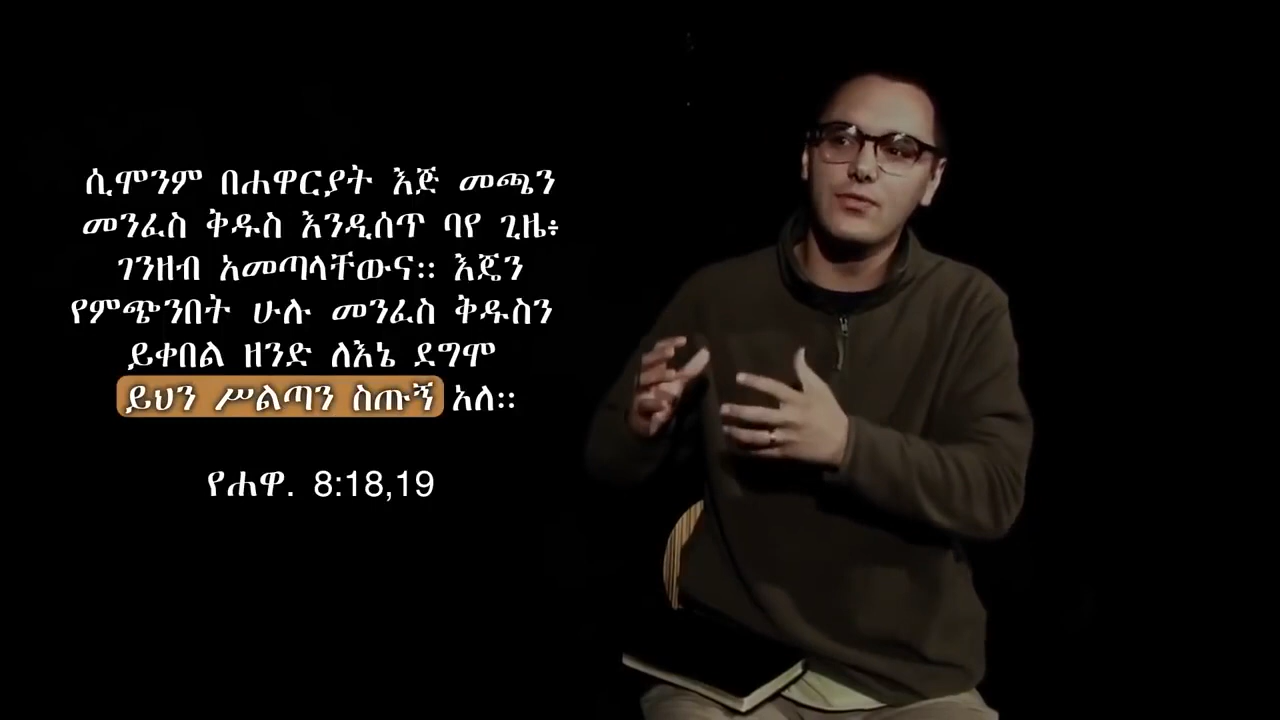 ሲሞንም በሐዋርያት እጅ መጫን
መንፈስ ቅዱስ እንዲሰጥ ባየ ጊዜ፥
ገንዘብ አመጣላቸውና። እጄን
የምጭንበት ሁሉ መንፈስ ቅዱስን
ይቀበል ዘንድ ለእኔ ደግሞ
ይህን ሥልጣን ስጡኝ አለ።
የሐዋ. 8:18,19